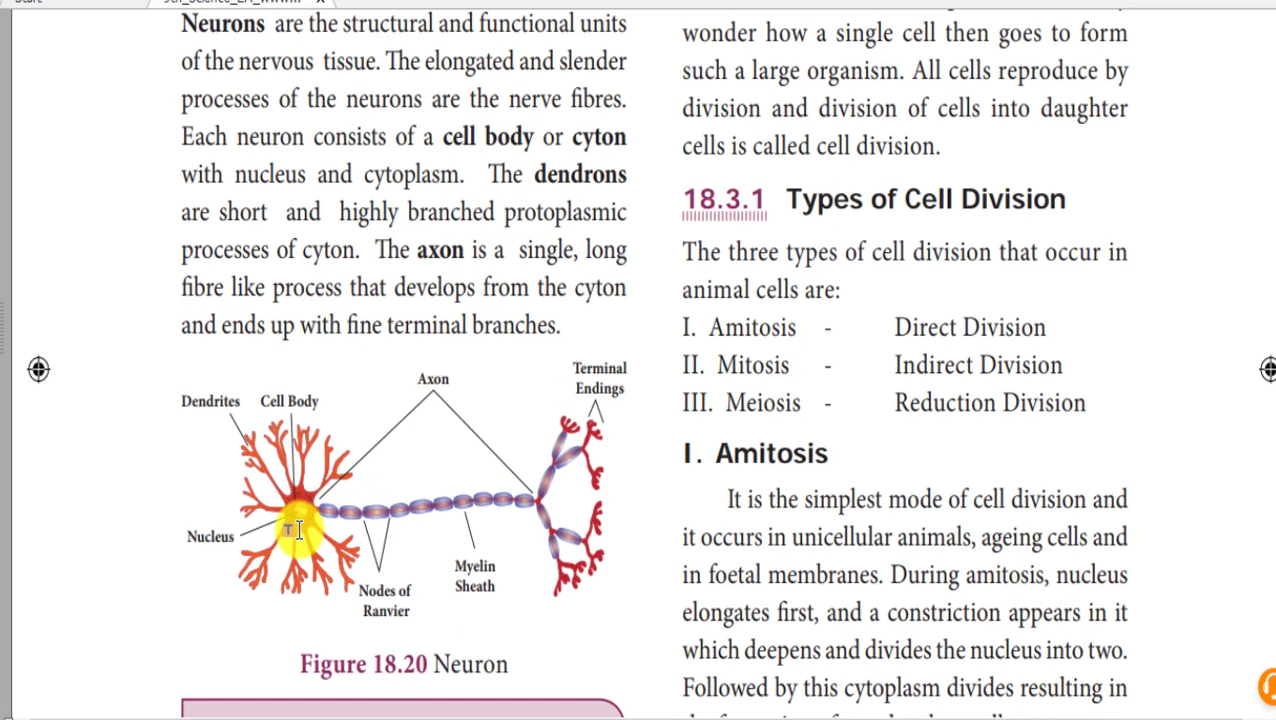 Neurons are the structural and functional units
of the nervous tissue. The elongated and slender
processes of the neurons are the nerve fibres.
Each neuron consists of a cell body or cyton
with nucleus and cytoplasm. The dendrons
are short and highly branched protoplasmic
processes of cyton. The axon is a single, long
fibre like process that develops from the cyton
and ends up with fine terminal branches.
Terminal
Endings
Axon
Dendrites
Cell Body
Nucleus
T
Nodes of
Ranvier
Myelin
Sheath
Figure 18.20 Neuron
wonder how a single cell then goes to form
such a large organism. All cells reproduce by
division and division of cells into daughter
cells is called cell division.
18.3.1 Types of Cell Division
The three types of cell division that occur in
animal cells are:
I. Amitosis - Direct Division
II. Mitosis - Indirect Division
III. Meiosis - Reduction Division
I. Amitosis
It is the simplest mode of cell division and
it occurs in unicellular animals, ageing cells and
in foetal membranes. During amitosis, nucleus
elongates first, and a constriction appears in it
which deepens and divides the nucleus into two.
Followed by this cytoplasm divides resulting in